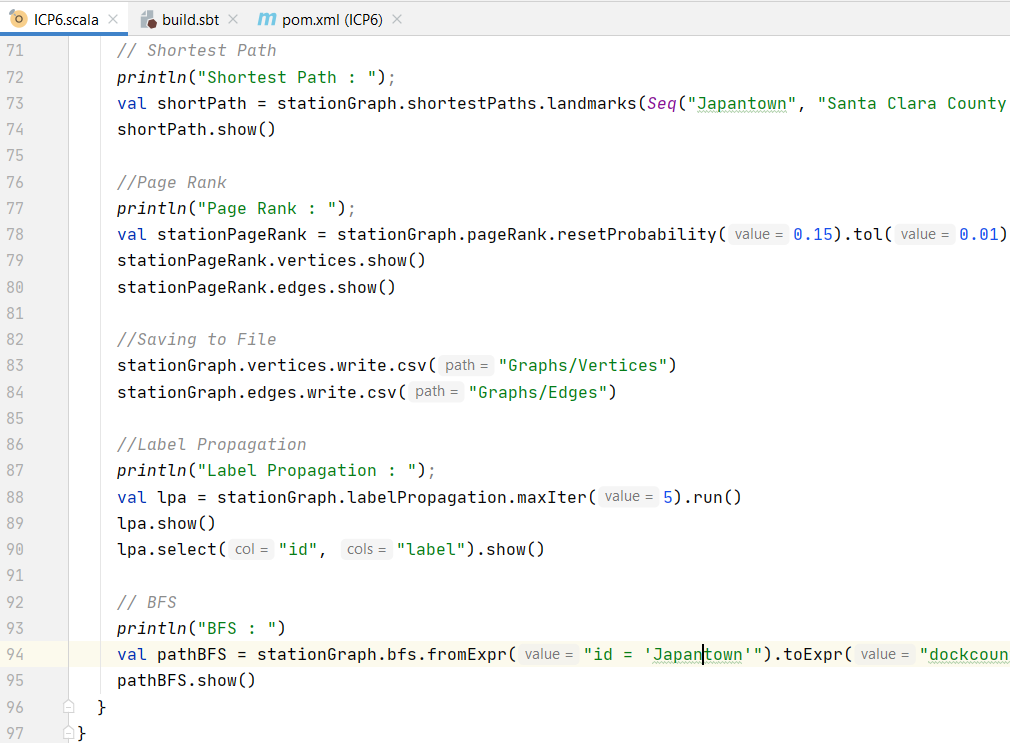 ICP6.scala build.sbt m pom.xml (ICP6)
71 // Shortest Path
72 println("Shortest Path : ");
73 val shortPath = stationGraph.shortestPaths.landmarks(Seq("Japantown", "Santa Clara County
74 shortPath.show()
75
76 //Page Rank
77 println("Page Rank : ");
78 val stationPageRank = stationGraph.pageRank.resetProbability( value = 0.15).tol( value = 0.01)
79 stationPageRank.vertices.show()
80 stationPageRank.edges.show()
81
82 //Saving to File
83 stationGraph.vertices.write.csv( path = "Graphs/Vertices")
84 stationGraph.edges.write.csv( path = "Graphs/Edges")
85
86 //Label Propagation
87 println("Label Propagation : ");
88 val lpa = stationGraph.labelPropagation.maxIter( value = 5).run()
89 lpa.show()
90 lpa.select( col = "id", cols = "label").show()
91
92 // BFS
93 println("BFS : ")
94 val pathBFS = stationGraph.bfs.fromExpr( value = "id = 'Japantown'").toExpr( value = "dockcoun
95 pathBFS.show()
96 }
97 }